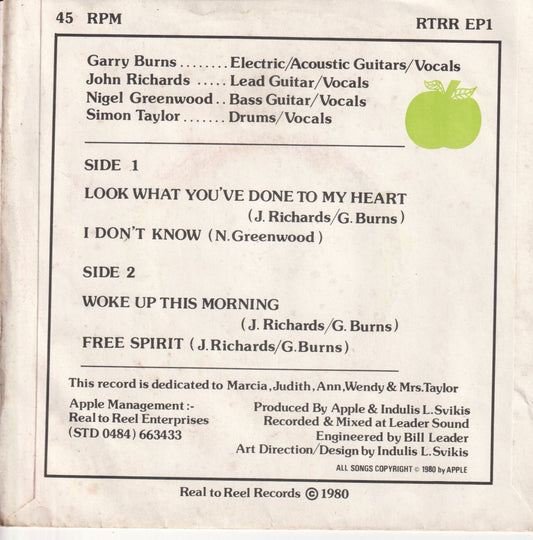 45 RPM RTRR EP1
Garry Burns ........ Electric/Acoustic Guitars/Vocals
John Richards ..... Lead Guitar/Vocals
Nigel Greenwood .. Bass Guitar/Vocals
Simon Taylor ....... Drums/Vocals
SIDE 1
LOOK WHAT YOU'VE DONE TO MY HEART
(J. Richards/G. Burns)
I DON'T KNOW (N. Greenwood)
SIDE 2
WOKE UP THIS MORNING
(J. Richards/G. Burns)
FREE SPIRIT (J. Richards/G. Burns)
This record is dedicated to Marcia, Judith, Ann, Wendy & Mrs. Taylor
Apple Management :- Produced By Apple & Indulis L. Svikis
Real to Reel Enterprises Recorded & Mixed at Leader Sound
(STD 0484) 663433 Engineered by Bill Leader
Art Direction/Design by Indulis L. Svikis
ALL SONGS COPYRIGHT © 1980 by APPLE
Real to Reel Records © 1980